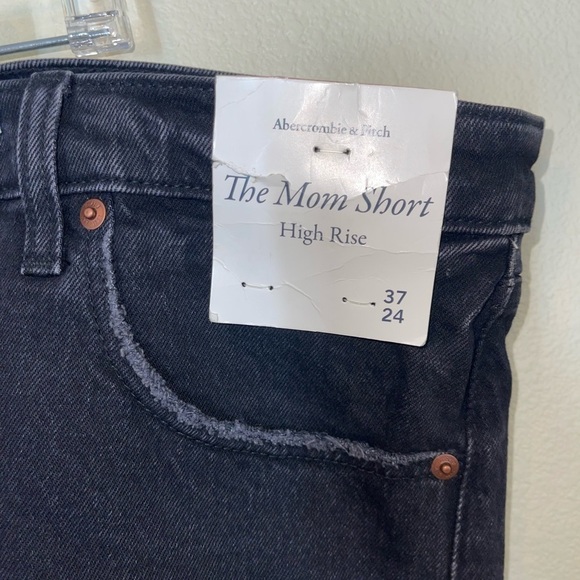 Abercrombie & Fitch
The Mom Short
High Rise
37
24